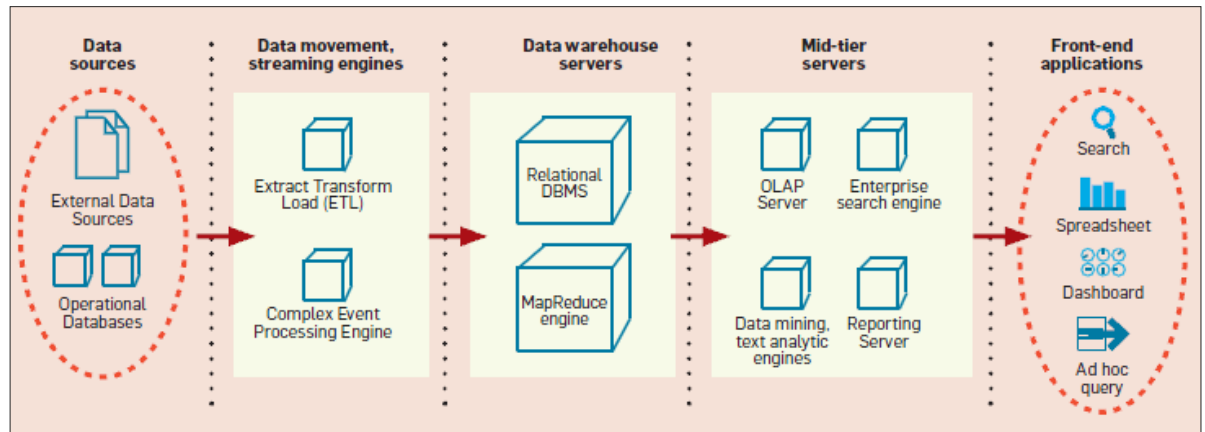 Data
sources
Data movement,
streaming engines
Data warehouse
servers
Mid-tier
servers
Front-end
applications
External Data
Sources
Operational
Databases
Extract Transform
Load (ETL)
Complex Event
Processing Engine
Relational
DBMS
MapReduce
engine
OLAP
Server
Enterprise
search engine
Data mining,
text analytic
engines
Reporting
Server
Search
Spreadsheet
Dashboard
Ad hoc
query